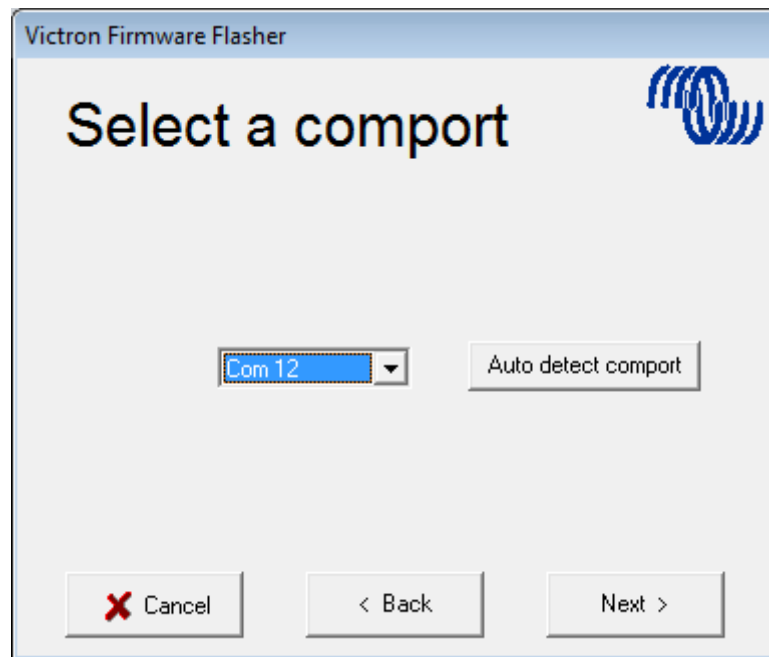 Victron Firmware Flasher
Select a comport
Com 12
Auto detect comport
Cancel
< Back
Next >